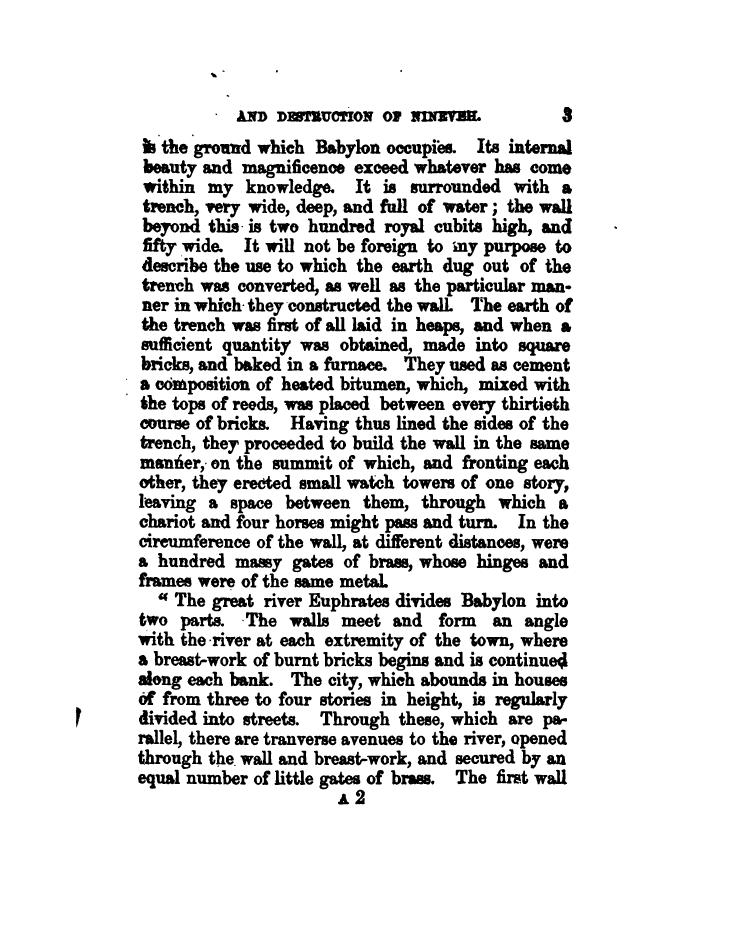 AND DESTRUCTION OF NINEVEH. 3
is the ground which Babylon occupies. Its internal
beauty and magnificence exceed whatever has come
within my knowledge. It is surrounded with a
trench, very wide, deep, and full of water; the wall
beyond this is two hundred royal cubits high, and
fifty wide. It will not be foreign to my purpose to
describe the use to which the earth dug out of the
trench was converted, as well as the particular man-
ner in which they constructed the wall. The earth of
the trench was first of all laid in heaps, and when a
sufficient quantity was obtained, made into square
bricks, and baked in a furnace. They used as cement
a composition of heated bitumen, which, mixed with
the tops of reeds, was placed between every thirtieth
course of bricks. Having thus lined the sides of the
trench, they proceeded to build the wall in the same
manner, on the summit of which, and fronting each
other, they erected small watch towers of one story,
leaving a space between them, through which a
chariot and four horses might pass and turn. In the
circumference of the wall, at different distances, were
a hundred massy gates of brass, whose hinges and
frames were of the same metal.
" The great river Euphrates divides Babylon into
two parts. The walls meet and form an angle
with the river at each extremity of the town, where
a breast-work of burnt bricks begins and is continued
along each bank. The city, which abounds in houses
of from three to four stories in height, is regularly
divided into streets. Through these, which are pa-
rallel, there are tranverse avenues to the river, opened
through the wall and breast-work, and secured by an
equal number of little gates of brass. The first wall
A 2